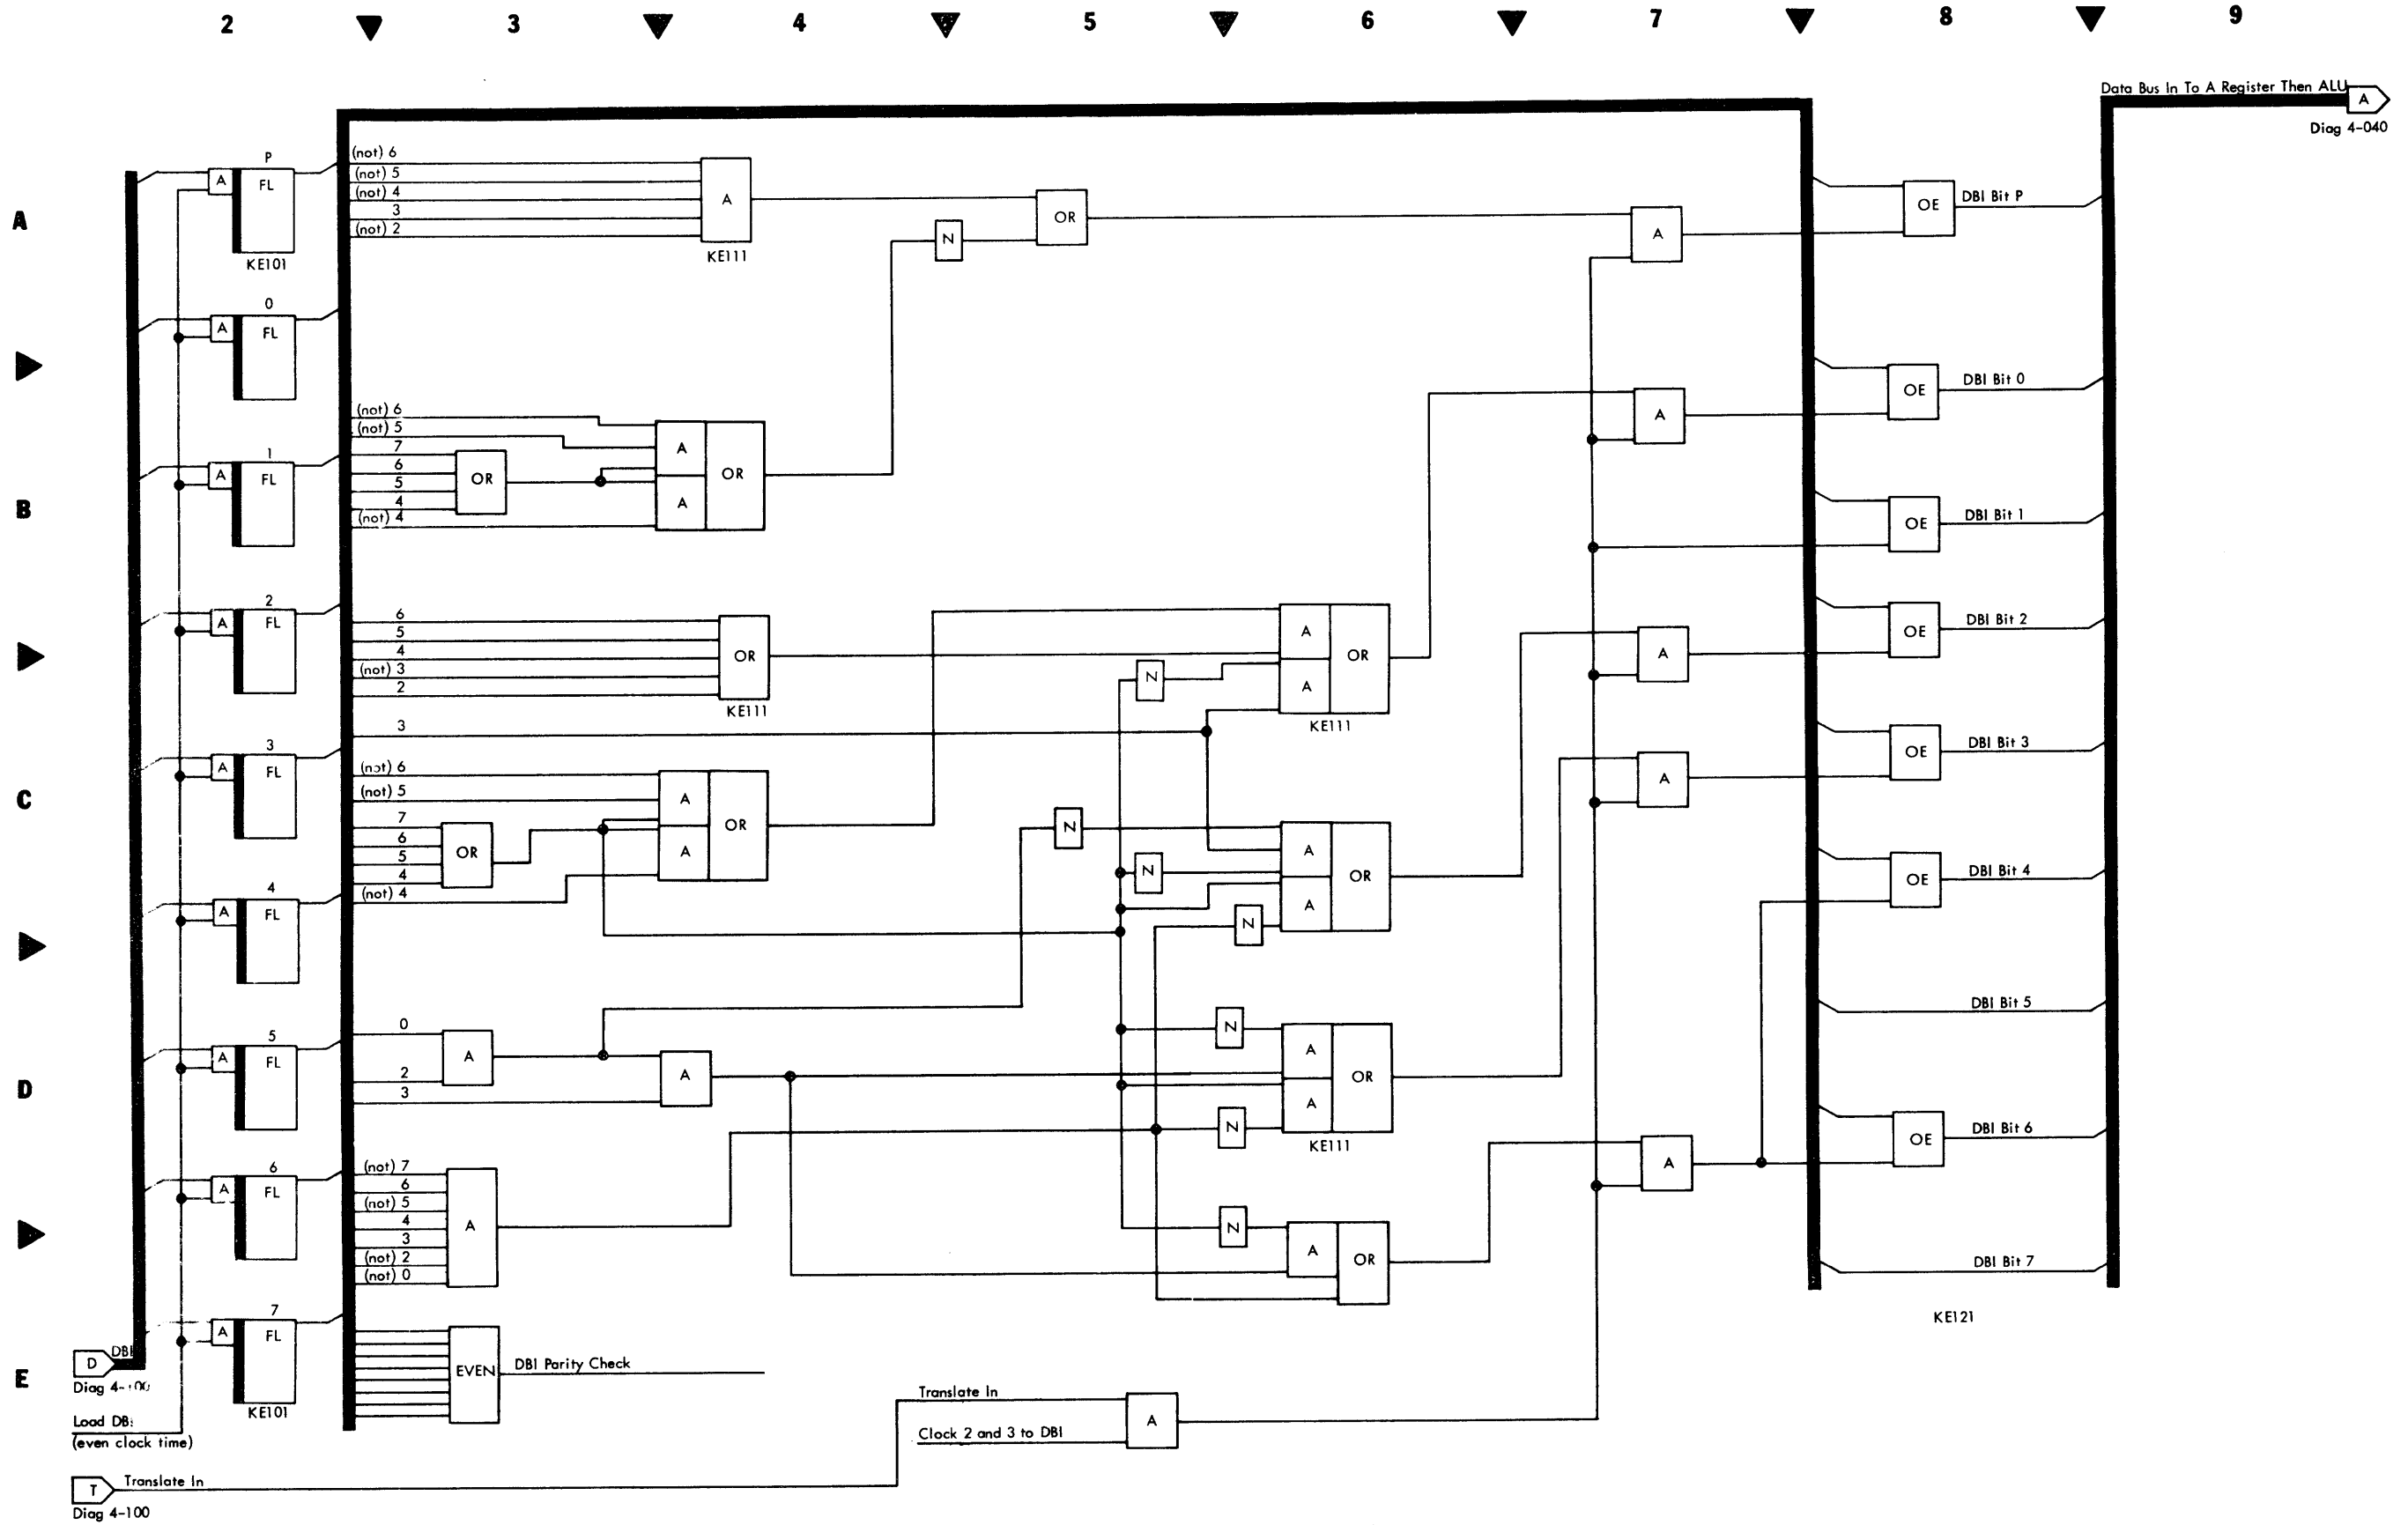 2 3 4 5 6 7 8 9
Data Bus In To A Register Then ALU
A
Diag 4-040
A
B
C
D
E
P
A FL
KE101
0
A FL
1
A FL
2
A FL
3
A FL
4
A FL
5
A FL
6
A FL
7
A FL
KE101
D DBI
Diag 4-100
Load DBI
(even clock time)
T Translate In
Diag 4-100
(not) 6
(not) 5
(not) 4
3
(not) 2
A
KE111
N
OR
A
(not) 6
(not) 5
7
6
5
4
(not) 4
OR
A
A
OR
6
5
4
(not) 3
2
OR
KE111
3
(not) 6
(not) 5
7
6
5
4
(not) 4
OR
A
A
OR
0
2
3
A
A
(not) 7
6
(not) 5
4
3
(not) 2
(not) 0
A
EVEN DBI Parity Check
Translate In
Clock 2 and 3 to DBI
A
N
A
A
OR
KE111
N
N
N
A
A
OR
N
N
A
A
OR
KE111
N
A
OR
A
A
A
A
OE DBI Bit P
OE DBI Bit 0
OE DBI Bit 1
OE DBI Bit 2
OE DBI Bit 3
OE DBI Bit 4
DBI Bit 5
OE DBI Bit 6
DBI Bit 7
KE121